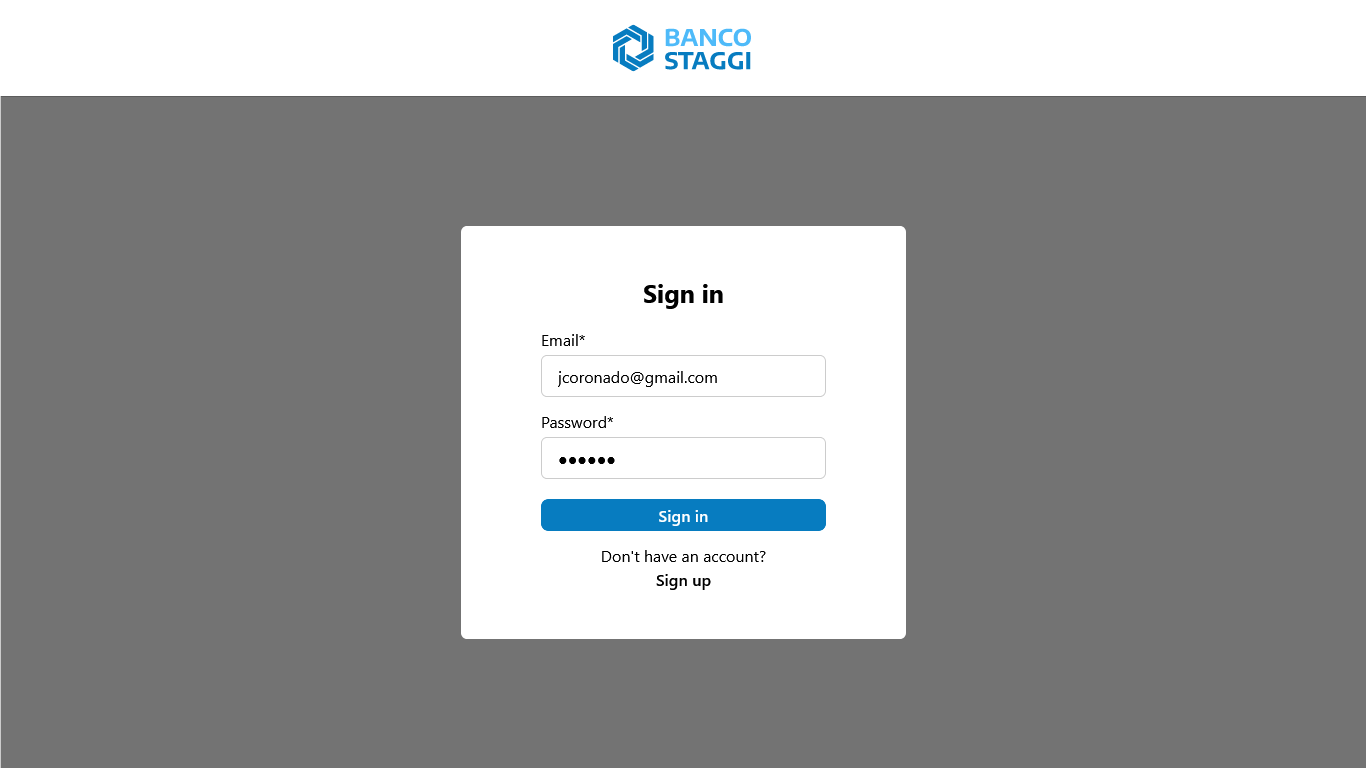 BANCO
STAGGI
Sign in
Email*
jcoronado@gmail.com
Password*
••••••
Sign in
Don't have an account?
Sign up